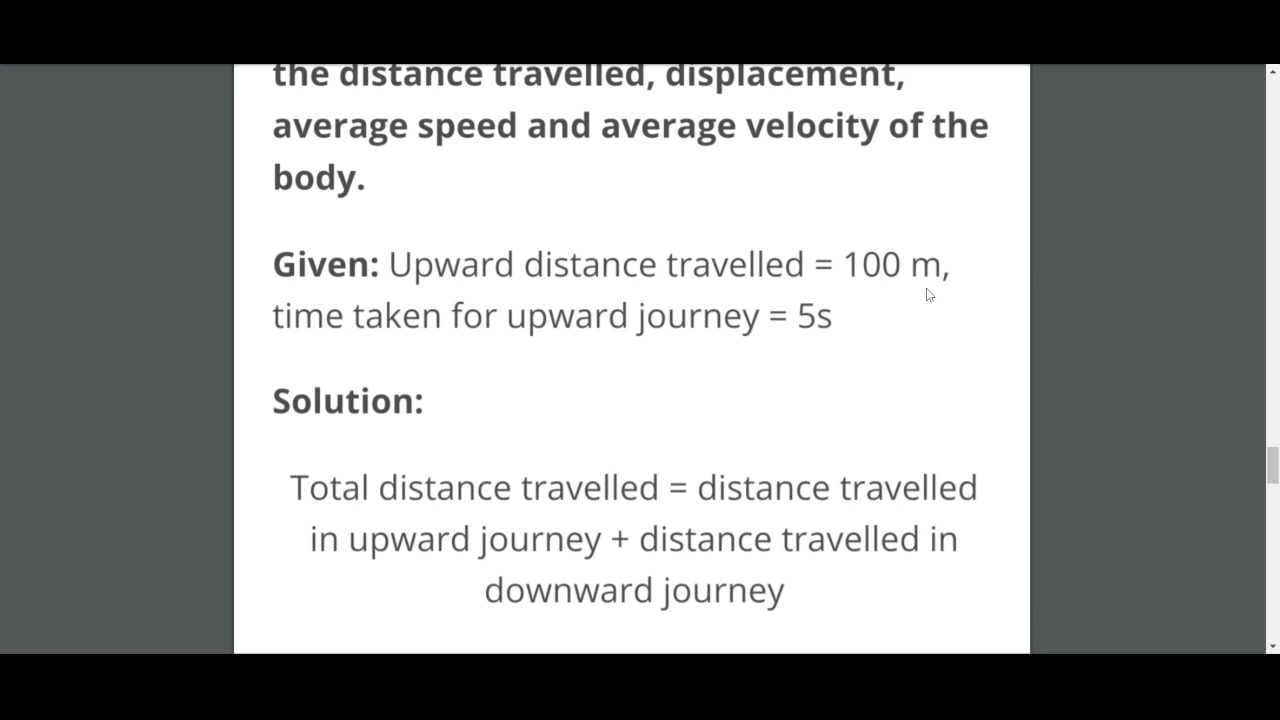 the distance travelled, displacement,
average speed and average velocity of the
body.
Given: Upward distance travelled = 100 m,
time taken for upward journey = 5s
Solution:
Total distance travelled = distance travelled
in upward journey + distance travelled in
downward journey